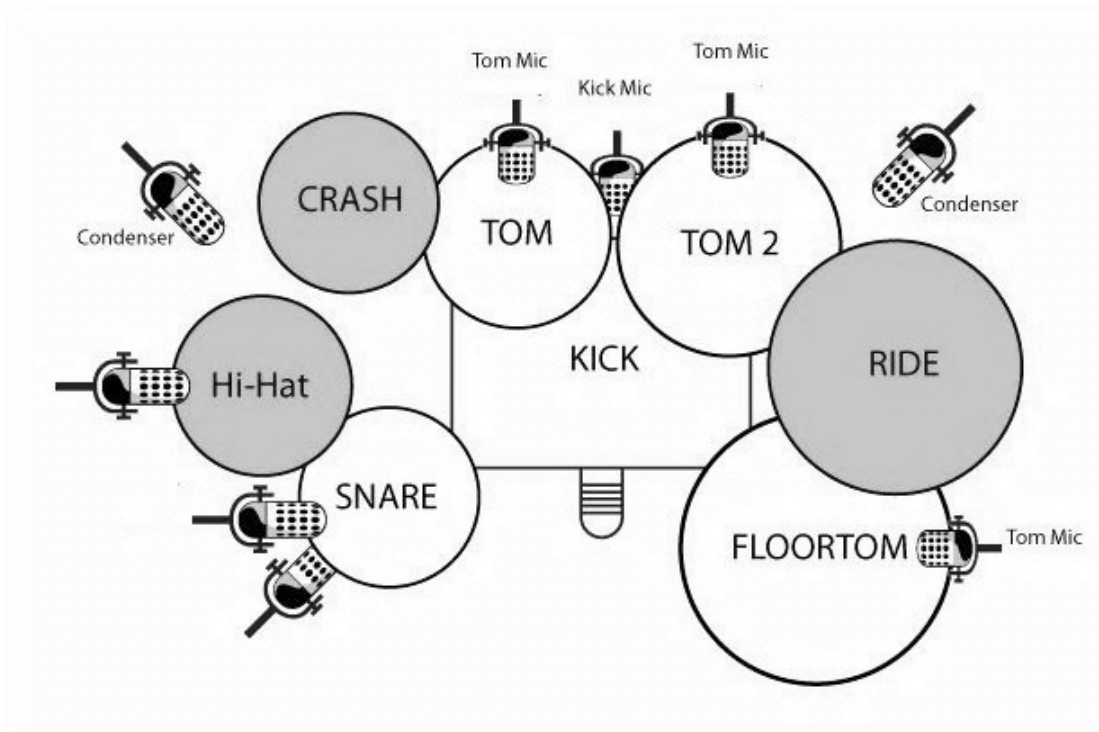 Tom Mic
Tom Mic
Kick Mic
CRASH
Condenser
TOM
TOM 2
Condenser
KICK
RIDE
Hi-Hat
SNARE
FLOORTOM
Tom Mic